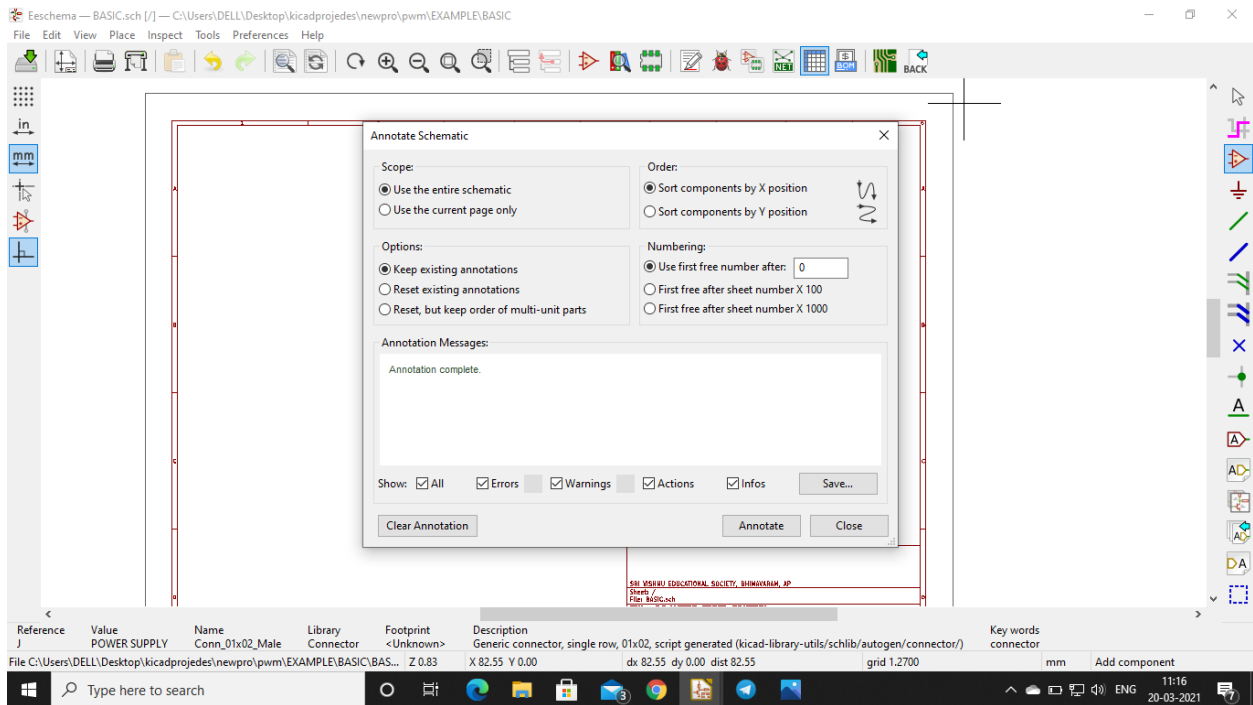 Eeschema — BASIC.sch [/] — C:\Users\DELL\Desktop\kicadprojedes\newpro\pwm\EXAMPLE\BASIC
File Edit View Place Inspect Tools Preferences Help
NET
BOM
BACK
in
mm
Annotate Schematic
Scope:
Use the entire schematic
Use the current page only
Order:
Sort components by X position
Sort components by Y position
Options:
Keep existing annotations
Reset existing annotations
Reset, but keep order of multi-unit parts
Numbering:
Use first free number after: 0
First free after sheet number X 100
First free after sheet number X 1000
Annotation Messages:
Annotation complete.
Show: All Errors Warnings Actions Infos Save...
Clear Annotation Annotate Close
SRI VISHNU EDUCATIONAL SOCIETY, BHIMAVARAM, AP
Sheet: /
File: BASIC.sch
A
A
AD
AD
DA
Reference Value Name Library Footprint Description Key words
J POWER SUPPLY Conn_01x02_Male Connector <Unknown> Generic connector, single row, 01x02, script generated (kicad-library-utils/schlib/autogen/connector/) connector
File C:\Users\DELL\Desktop\kicadprojedes\newpro\pwm\EXAMPLE\BASIC\BAS... Z 0.83 X 82.55 Y 0.00 dx 82.55 dy 0.00 dist 82.55 grid 1.2700 mm Add component
Type here to search 3 ENG 11:16
20-03-2021 7